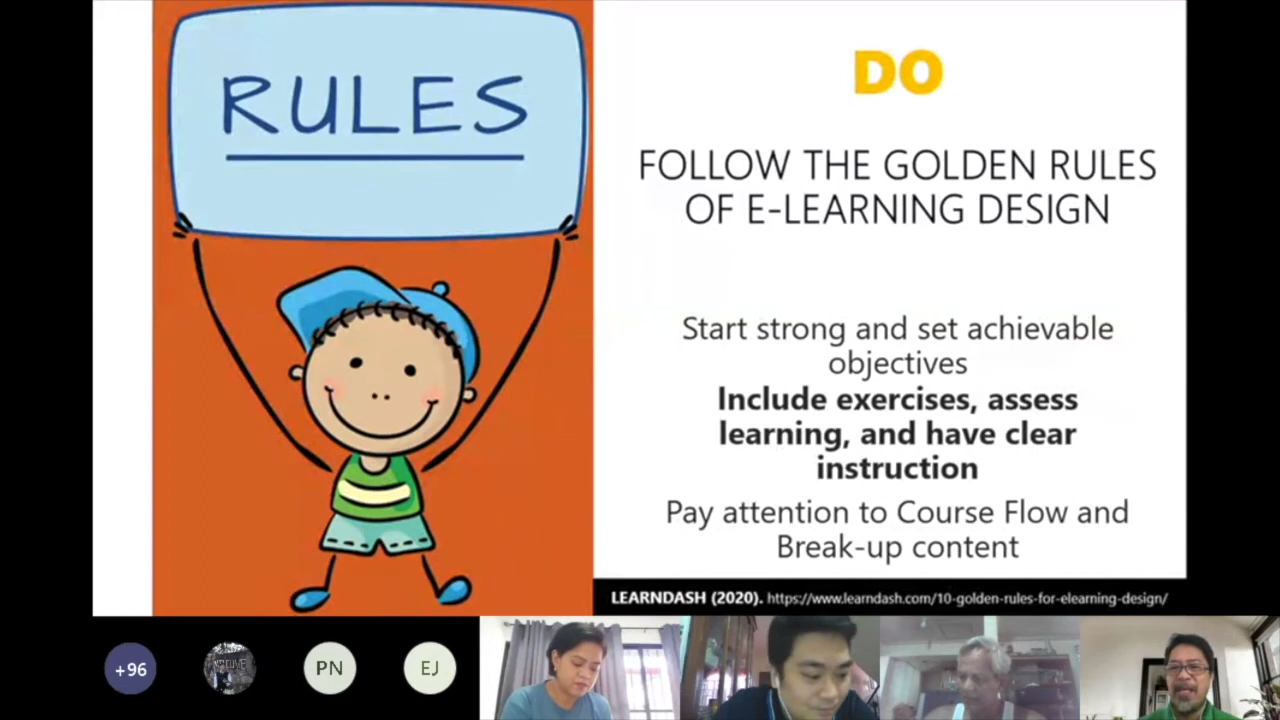 RULES
DO
FOLLOW THE GOLDEN RULES
OF E-LEARNING DESIGN
Start strong and set achievable
objectives
Include exercises, assess
learning, and have clear
instruction
Pay attention to Course Flow and
Break-up content
LEARNDASH (2020). https://www.learndash.com/10-golden-rules-for-elearning-design/
+96
PN
EJ